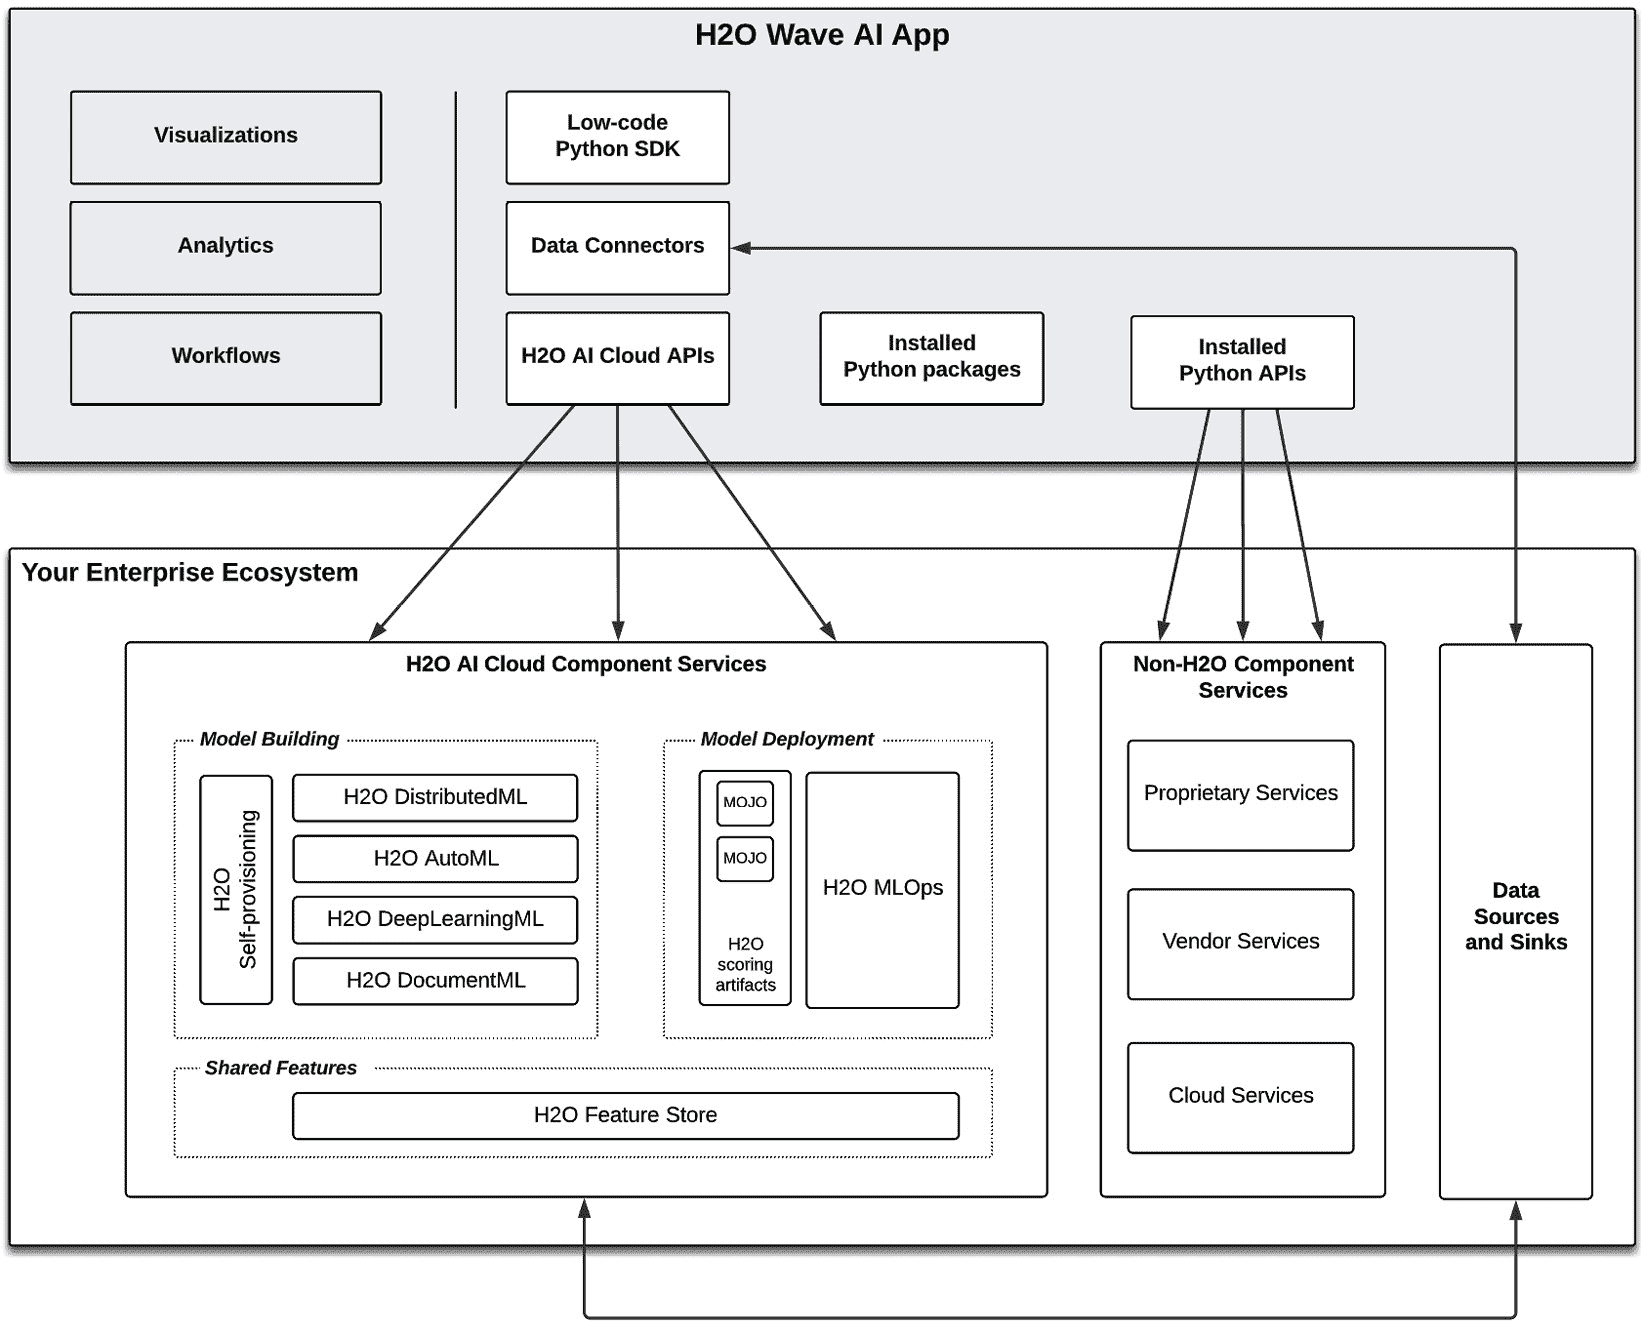 H2O Wave AI App
Visualizations
Analytics
Workflows
Low-code
Python SDK
Data Connectors
H2O AI Cloud APIs
Installed
Python packages
Installed
Python APIs
Your Enterprise Ecosystem
H2O AI Cloud Component Services
Model Building
H2O
Self-provisioning
H2O DistributedML
H2O AutoML
H2O DeepLearningML
H2O DocumentML
Model Deployment
MOJO
MOJO
H2O
scoring
artifacts
H2O MLOps
Shared Features
H2O Feature Store
Non-H2O Component
Services
Proprietary Services
Vendor Services
Cloud Services
Data
Sources
and Sinks